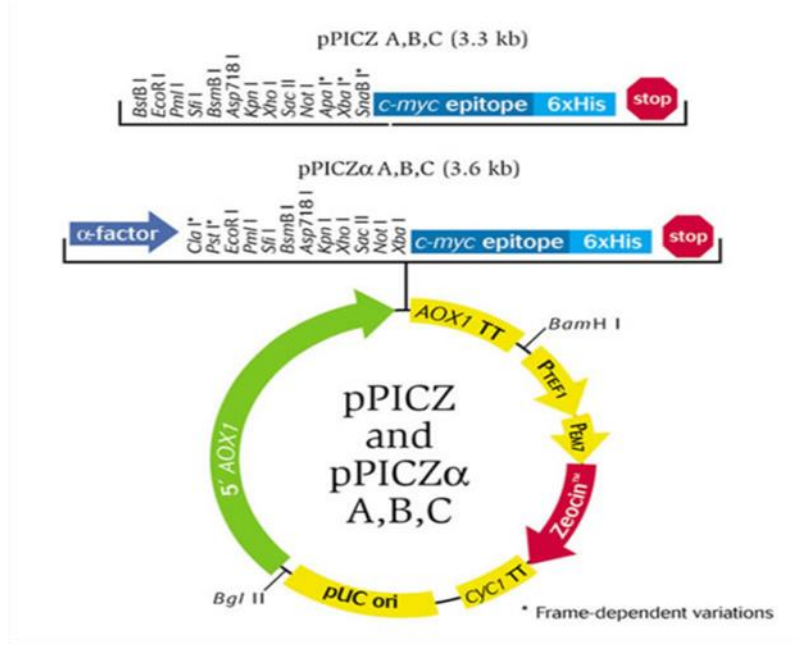 pPICZ A,B,C (3.3 kb)
BstB I
EcoR I
Pml I
Sfi I
BsmB I
Asp718 I
Kpn I
Xho I
Sac II
Not I
Apa I*
Xba I*
SnaB I*
c-myc epitope
6xHis
stop
pPICZα A,B,C (3.6 kb)
α-factor
Cla I*
Pst I*
EcoR I
Pml I
Sfi I
BsmB I
Asp718 I
Kpn I
Xho I
Sac II
Not I
Xba I
c-myc epitope
6xHis
stop
AOX1 TT
BamH I
PTEF1
PEM7
Zeocin™
CYC1 TT
pUC ori
Bgl II
5´ AOX1
pPICZ
and
pPICZα
A,B,C
* Frame-dependent variations